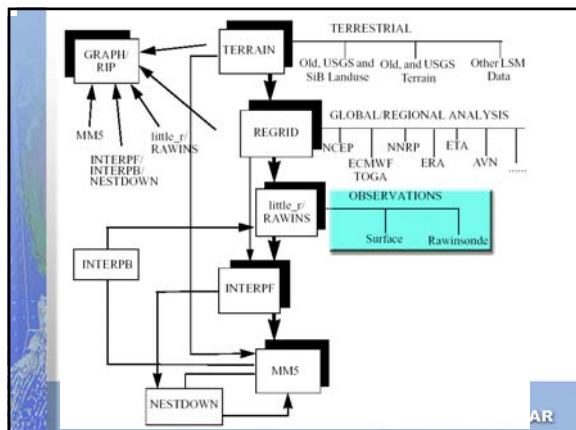 TERRESTRIAL
GRAPH/
RIP
TERRAIN
Old, USGS and
SiB Landuse
Old, and USGS
Terrain
Other LSM
Data
GLOBAL/REGIONAL ANALYSIS
REGRID
MM5
little_r/
RAWINS
INTERPF/
INTERPB/
NESTDOWN
NCEP
ECMWF
TOGA
NNRP
ERA
ETA
AVN
......
little_r/
RAWINS
OBSERVATIONS
Surface
Rawinsonde
INTERPB
INTERPF
MM5
NESTDOWN
AR